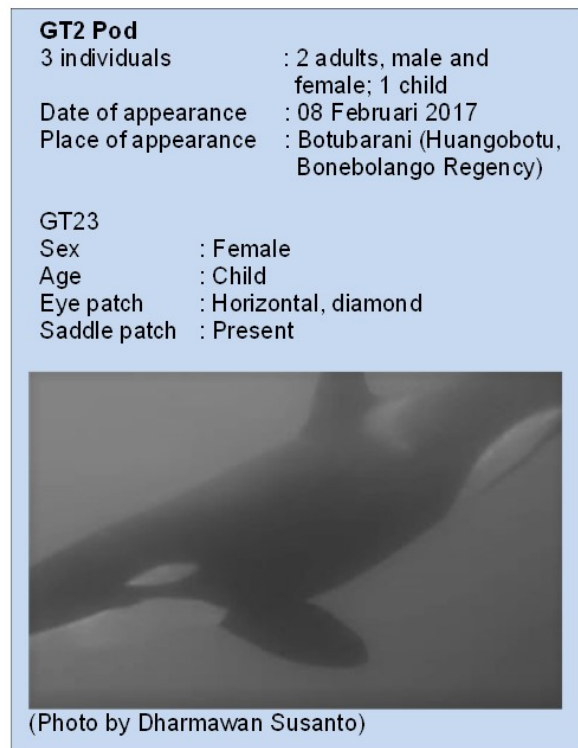 GT2 Pod
3 individuals : 2 adults, male and
female; 1 child
Date of appearance : 08 Februari 2017
Place of appearance : Botubarani (Huangobotu,
Bonebolango Regency)
GT23
Sex : Female
Age : Child
Eye patch : Horizontal, diamond
Saddle patch : Present
(Photo by Dharmawan Susanto)